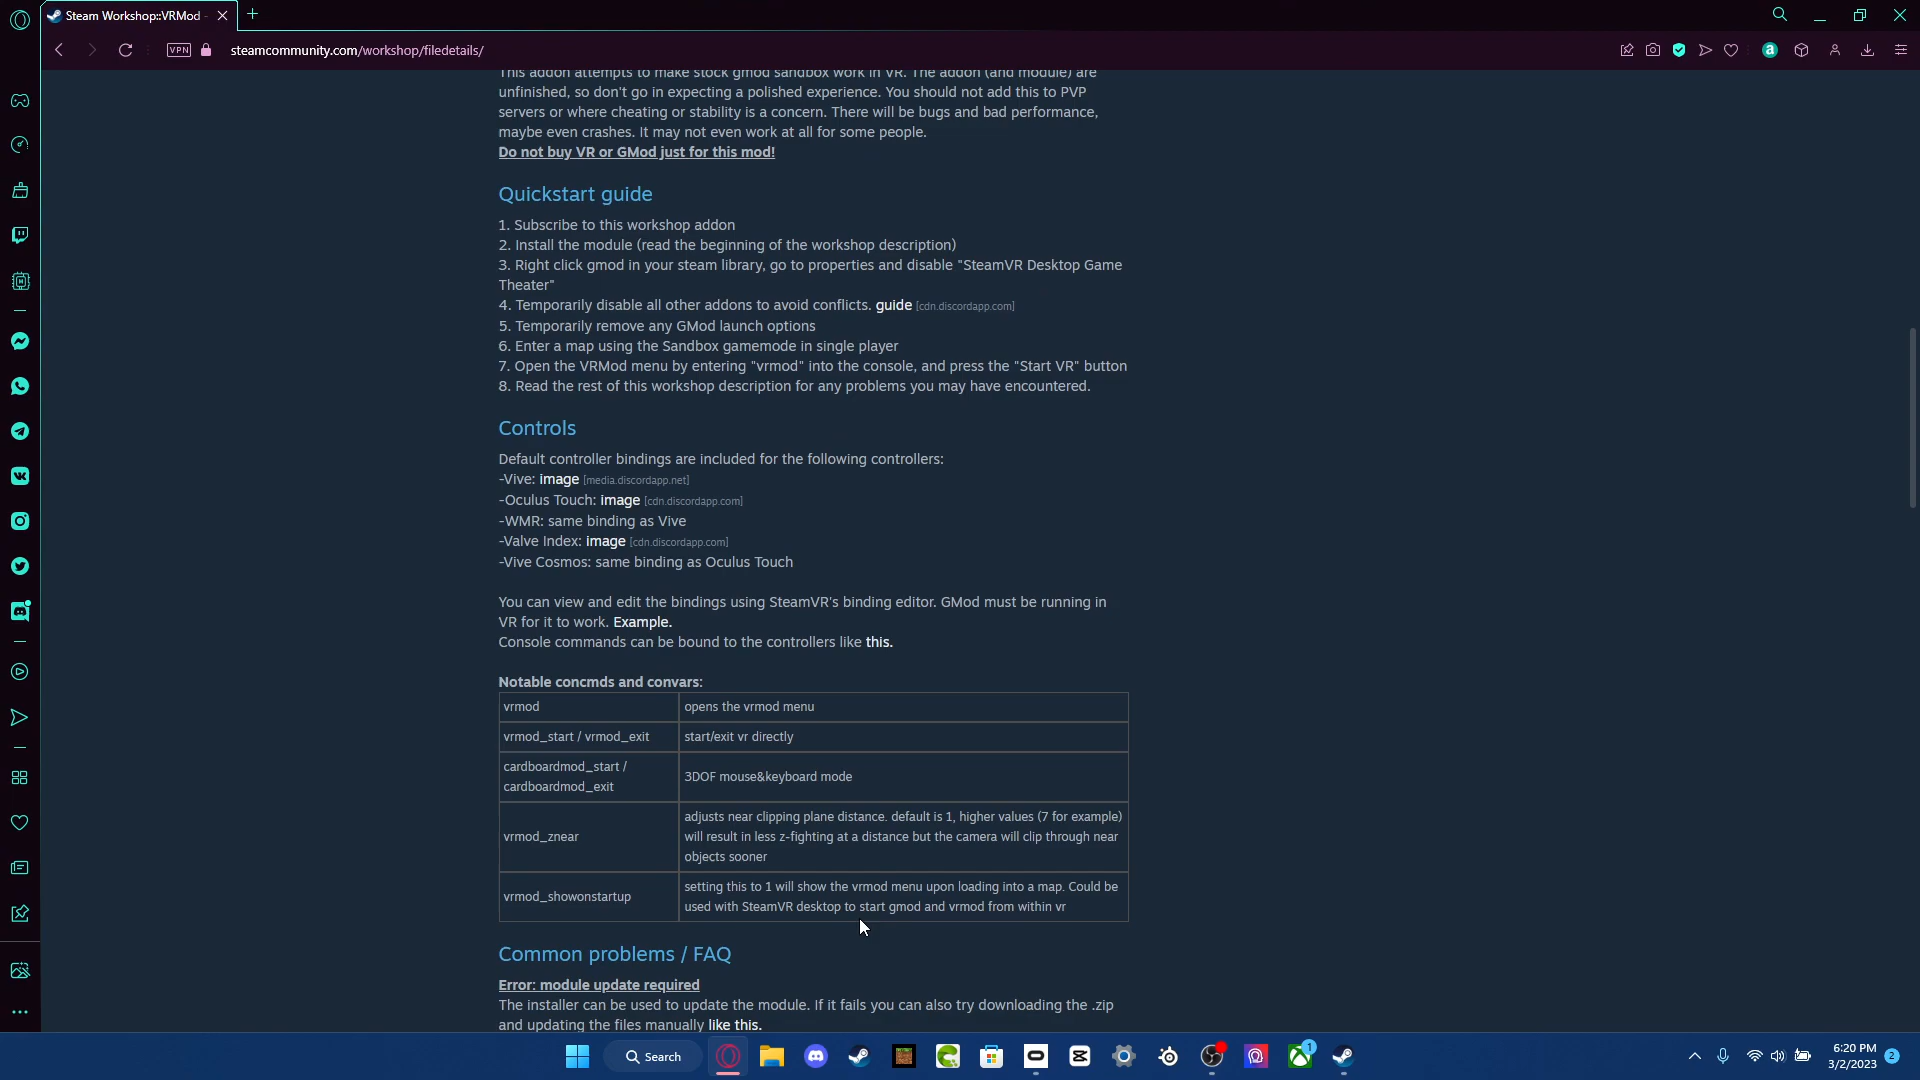 Steam Workshop::VRMod -
VPN
steamcommunity.com/workshop/filedetails/
This addon attempts to make stock gmod sandbox work in VR. The addon (and module) are
unfinished, so don't go in expecting a polished experience. You should not add this to PVP
servers or where cheating or stability is a concern. There will be bugs and bad performance,
maybe even crashes. It may not even work at all for some people.
Do not buy VR or GMod just for this mod!
Quickstart guide
1. Subscribe to this workshop addon
2. Install the module (read the beginning of the workshop description)
3. Right click gmod in your steam library, go to properties and disable "SteamVR Desktop Game
Theater"
4. Temporarily disable all other addons to avoid conflicts. guide [cdn.discordapp.com]
5. Temporarily remove any GMod launch options
6. Enter a map using the Sandbox gamemode in single player
7. Open the VRMod menu by entering "vrmod" into the console, and press the "Start VR" button
8. Read the rest of this workshop description for any problems you may have encountered.
Controls
Default controller bindings are included for the following controllers:
-Vive: image [media.discordapp.net]
-Oculus Touch: image [cdn.discordapp.com]
-WMR: same binding as Vive
-Valve Index: image [cdn.discordapp.com]
-Vive Cosmos: same binding as Oculus Touch
You can view and edit the bindings using SteamVR's binding editor. GMod must be running in
VR for it to work. Example.
Console commands can be bound to the controllers like this.
Notable concmds and convars:
vrmod opens the vrmod menu
vrmod_start / vrmod_exit start/exit vr directly
cardboardmod_start /
cardboardmod_exit 3DOF mouse&keyboard mode
vrmod_znear adjusts near clipping plane distance. default is 1, higher values (7 for example)
will result in less z-fighting at a distance but the camera will clip through near
objects sooner
vrmod_showonstartup setting this to 1 will show the vrmod menu upon loading into a map. Could be
used with SteamVR desktop to start gmod and vrmod from within vr
Common problems / FAQ
Error: module update required
The installer can be used to update the module. If it fails you can also try downloading the .zip
and updating the files manually like this.
Search
1
6:20 PM
3/2/2023
2